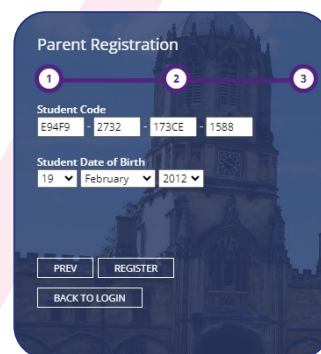 Parent Registration
1 2 3
Student Code
E94F9 - 2732 - 173CE - 1588
Student Date of Birth
19 February 2012
PREV REGISTER
BACK TO LOGIN